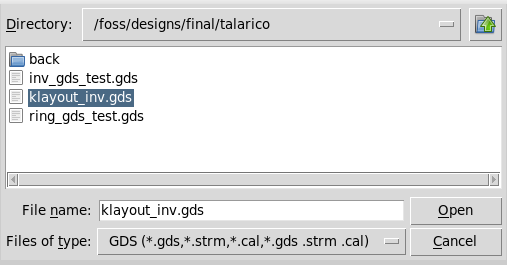 Directory: /foss/designs/final/talarico
back
inv_gds_test.gds
klayout_inv.gds
ring_gds_test.gds
File name: klayout_inv.gds Open
Files of type: GDS (*.gds,*.strm,*.cal,*.gds .strm .cal) Cancel